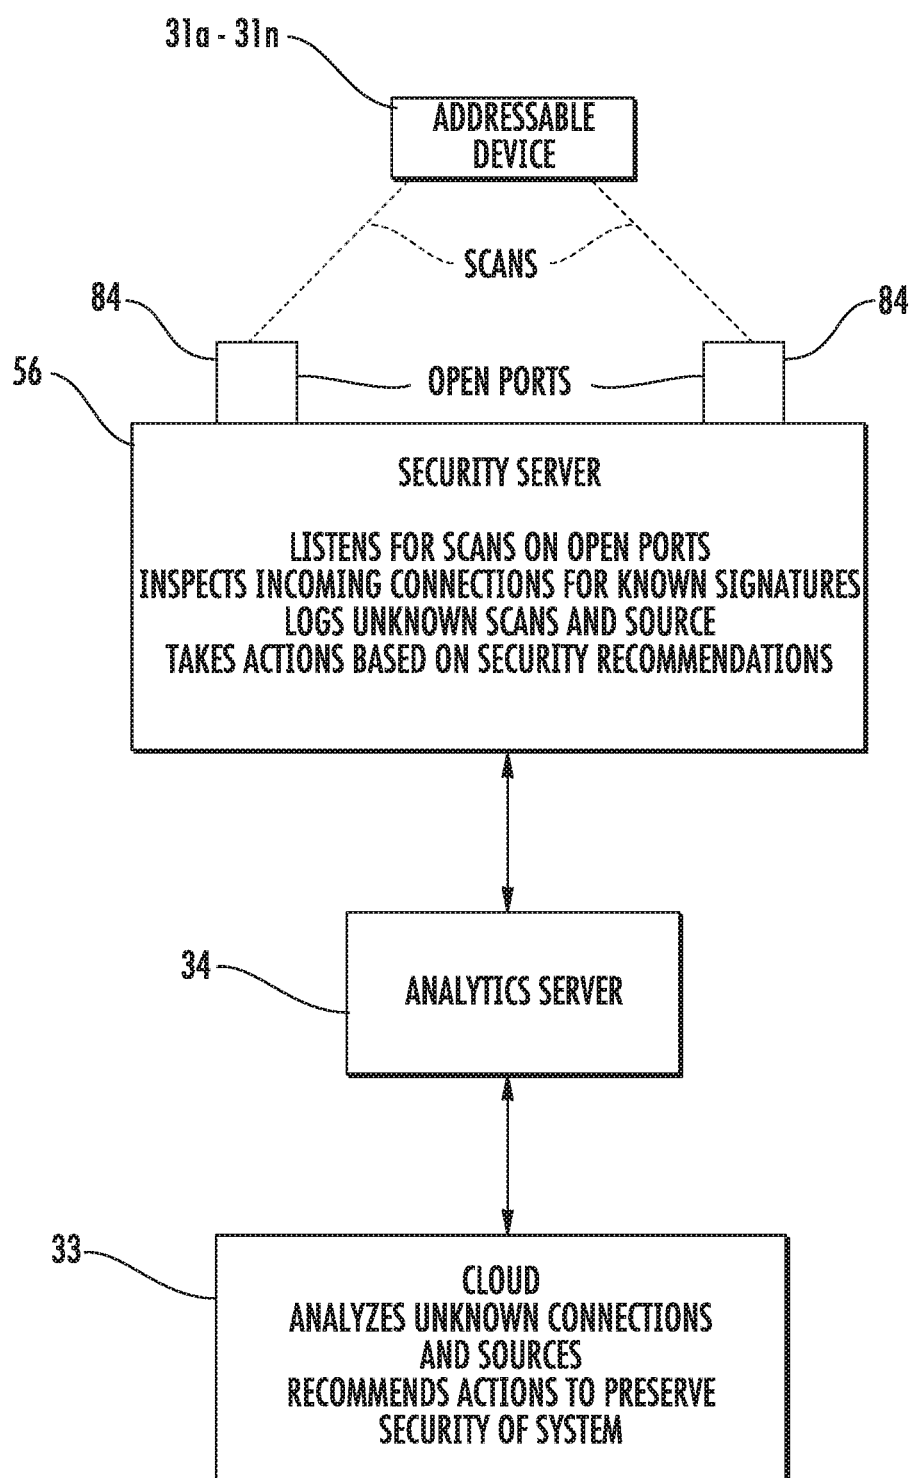 31a - 31n
ADDRESSABLE
DEVICE
SCANS
84
84
56
OPEN PORTS
SECURITY SERVER
LISTENS FOR SCANS ON OPEN PORTS
INSPECTS INCOMING CONNECTIONS FOR KNOWN SIGNATURES
LOGS UNKNOWN SCANS AND SOURCE
TAKES ACTIONS BASED ON SECURITY RECOMMENDATIONS
34
ANALYTICS SERVER
33
CLOUD
ANALYZES UNKNOWN CONNECTIONS
AND SOURCES
RECOMMENDS ACTIONS TO PRESERVE
SECURITY OF SYSTEM